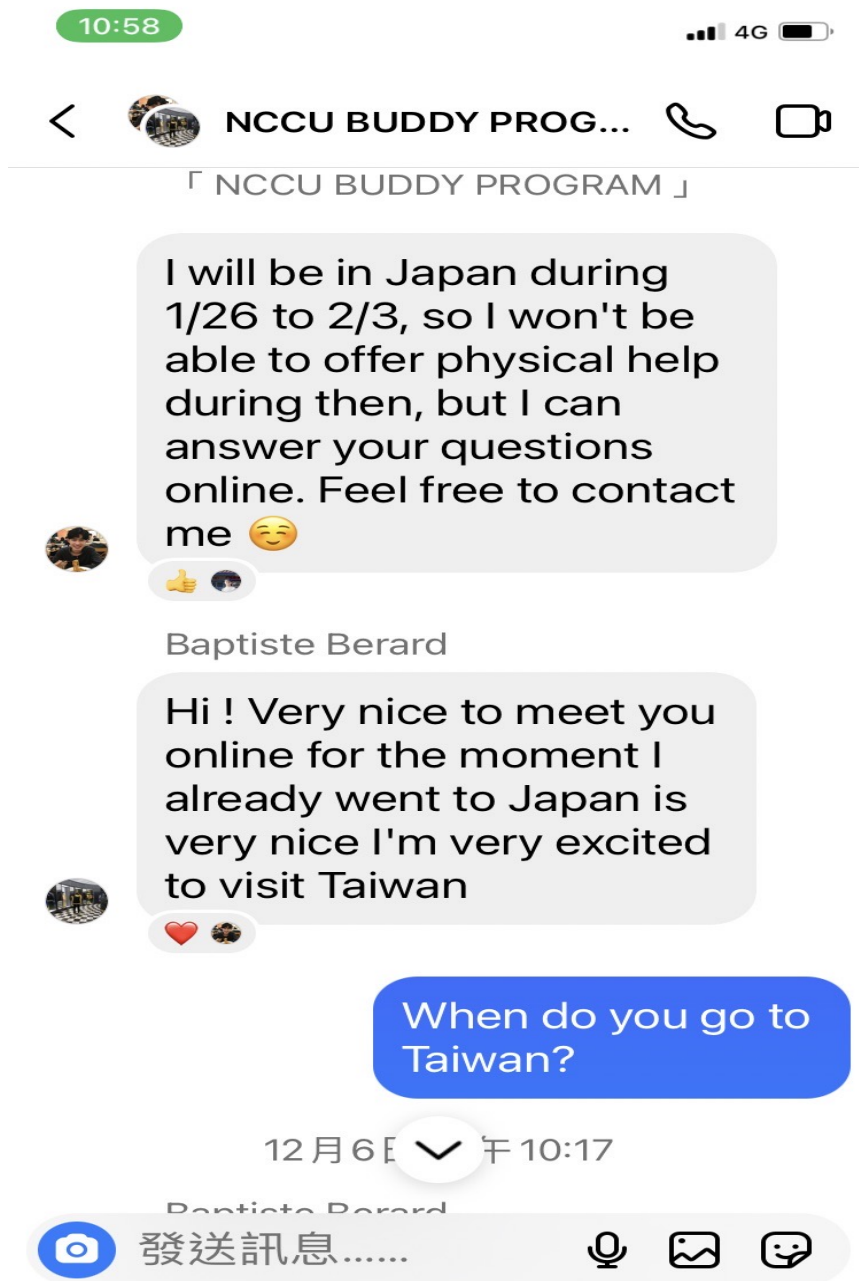 10:58
4G
NCCU BUDDY PROG...
「 NCCU BUDDY PROGRAM 」
I will be in Japan during
1/26 to 2/3, so I won't be
able to offer physical help
during then, but I can
answer your questions
online. Feel free to contact
me ☺️
👍
Baptiste Berard
Hi ! Very nice to meet you
online for the moment I
already went to Japan is
very nice I'm very excited
to visit Taiwan
❤️
When do you go to
Taiwan?
12月6日 午10:17
Baptiste Berard
發送訊息......